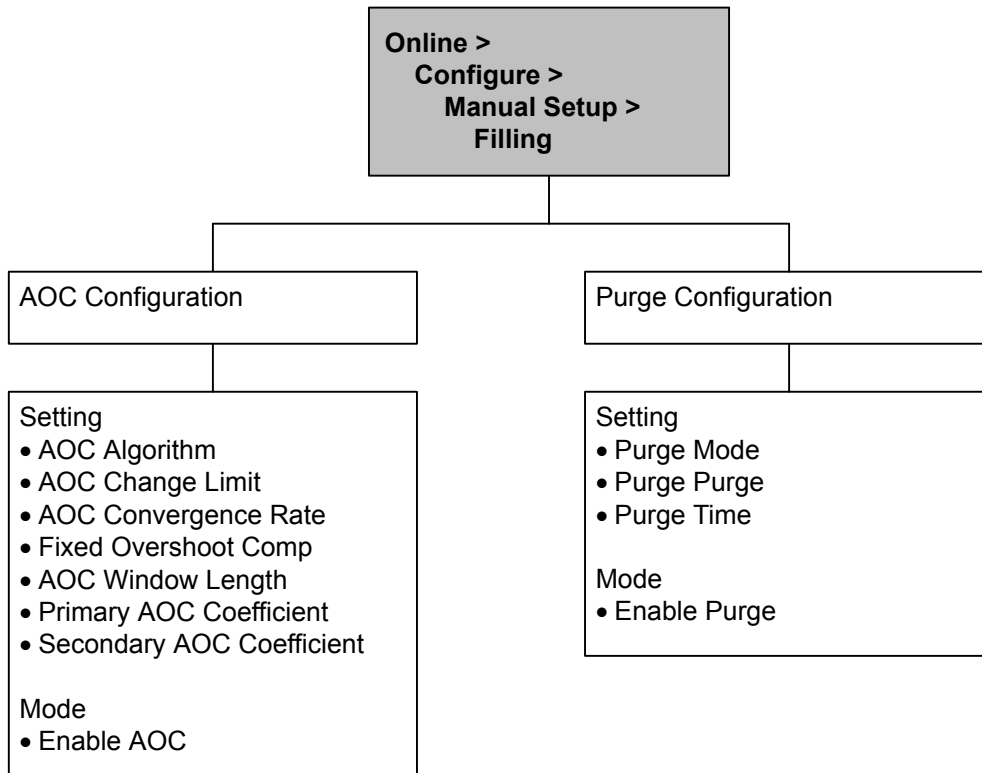 Online >
Configure >
Manual Setup >
Filling
AOC Configuration
Setting
• AOC Algorithm
• AOC Change Limit
• AOC Convergence Rate
• Fixed Overshoot Comp
• AOC Window Length
• Primary AOC Coefficient
• Secondary AOC Coefficient
Mode
• Enable AOC
Purge Configuration
Setting
• Purge Mode
• Purge Purge
• Purge Time
Mode
• Enable Purge